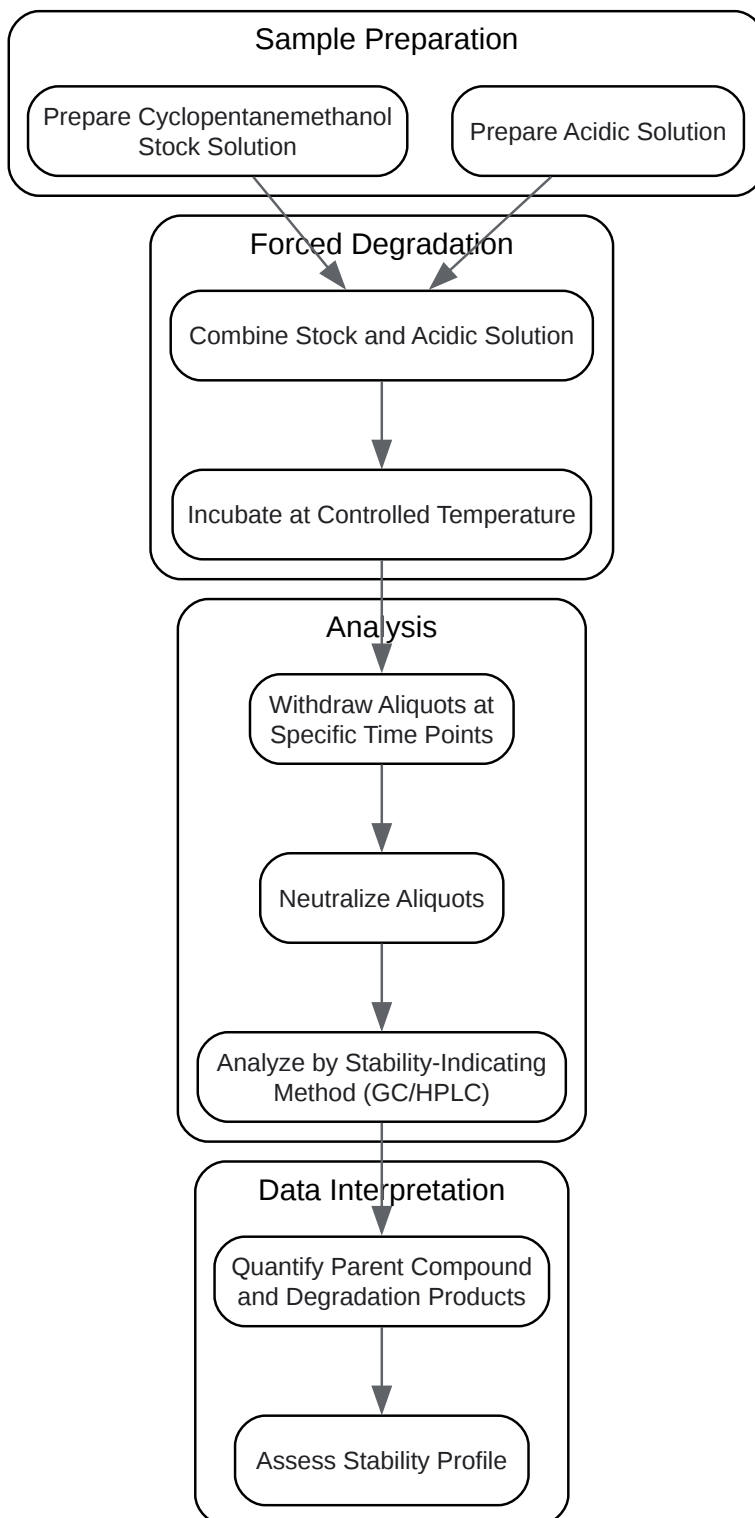 Sample Preparation
Prepare Cyclopentanemethanol
Stock Solution
Prepare Acidic Solution
Forced Degradation
Combine Stock and Acidic Solution
Incubate at Controlled Temperature
Analysis
Withdraw Aliquots at
Specific Time Points
Neutralize Aliquots
Analyze by Stability-Indicating
Method (GC/HPLC)
Data Interpretation
Quantify Parent Compound
and Degradation Products
Assess Stability Profile